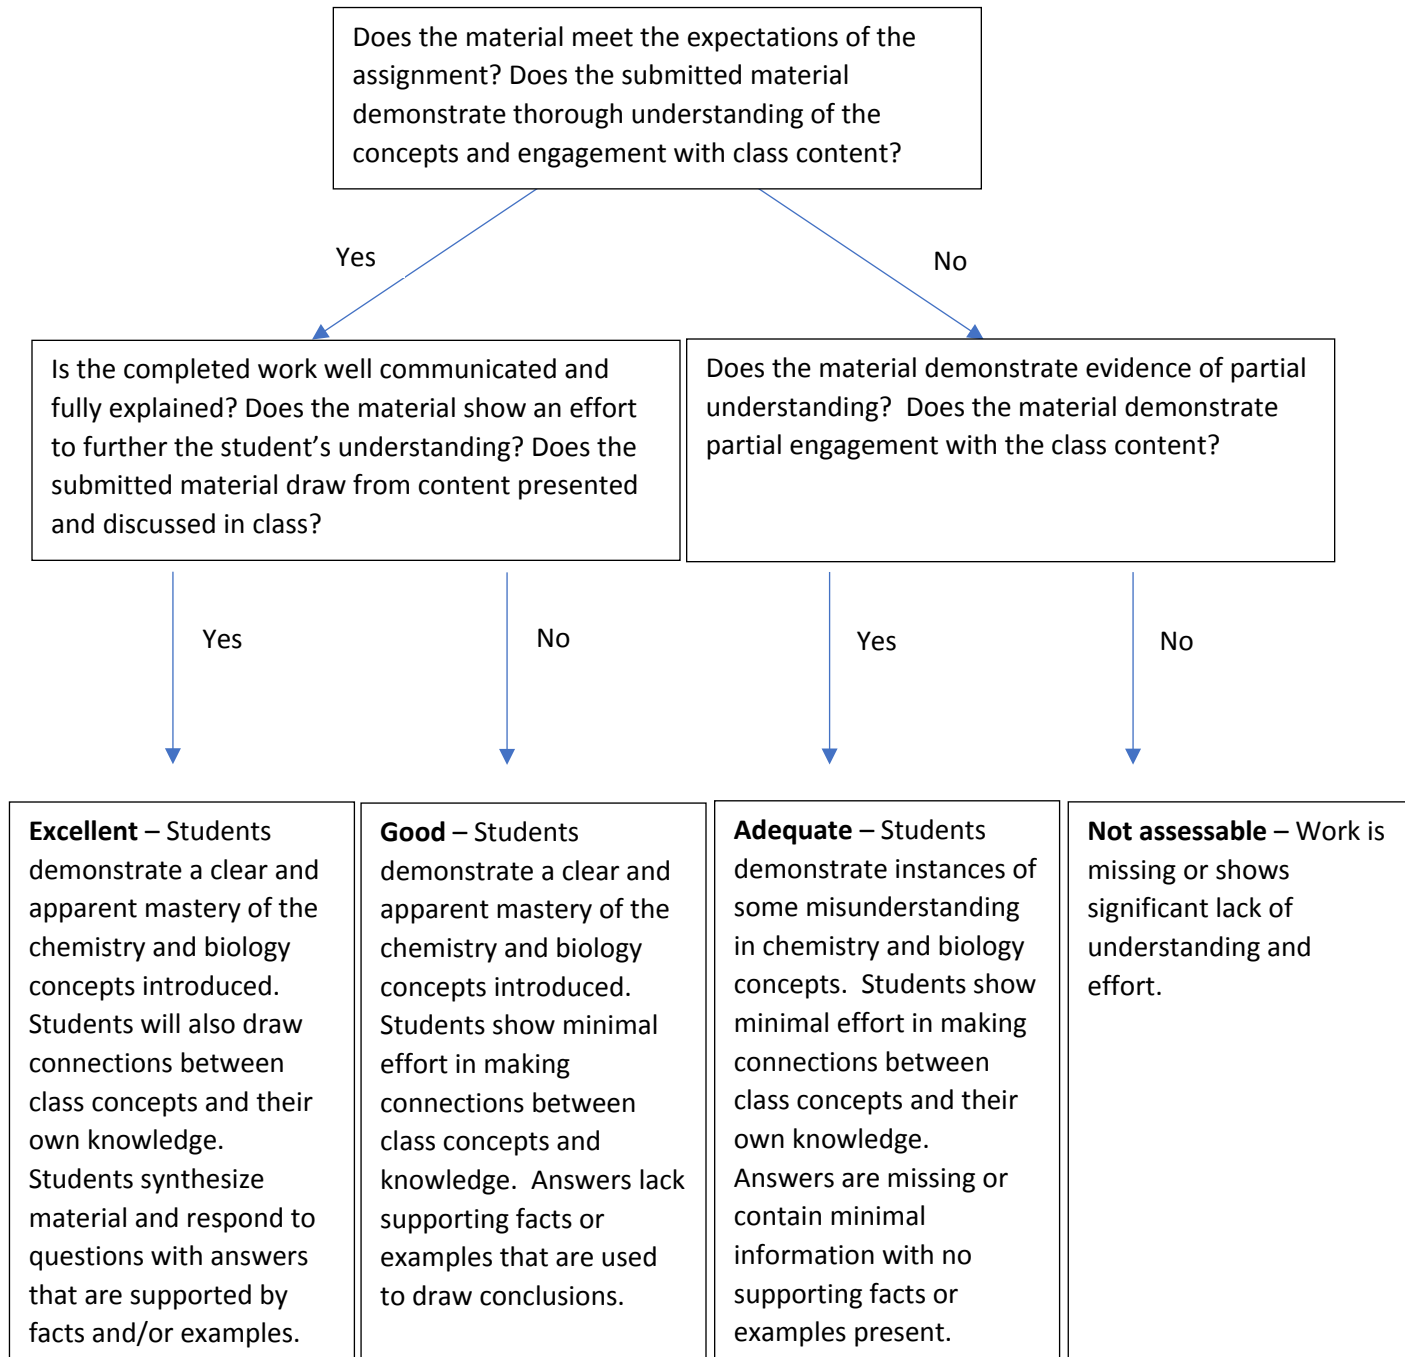 Does the material meet the expectations of the
assignment? Does the submitted material
demonstrate thorough understanding of the
concepts and engagement with class content?
Yes
No
Is the completed work well communicated and
fully explained? Does the material show an effort
to further the student’s understanding? Does the
submitted material draw from content presented
and discussed in class?
Does the material demonstrate evidence of partial
understanding?  Does the material demonstrate
partial engagement with the class content?
Yes
No
Yes
No
Excellent – Students
demonstrate a clear and
apparent mastery of the
chemistry and biology
concepts introduced.
Students will also draw
connections between
class concepts and their
own knowledge.
Students synthesize
material and respond to
questions with answers
that are supported by
facts and/or examples.
Good – Students
demonstrate a clear and
apparent mastery of the
chemistry and biology
concepts introduced.
Students show minimal
effort in making
connections between
class concepts and
knowledge.  Answers lack
supporting facts or
examples that are used
to draw conclusions.
Adequate – Students
demonstrate instances of
some misunderstanding
in chemistry and biology
concepts.  Students show
minimal effort in making
connections between
class concepts and their
own knowledge.
Answers are missing or
contain minimal
information with no
supporting facts or
examples present.
Not assessable – Work is
missing or shows
significant lack of
understanding and
effort.